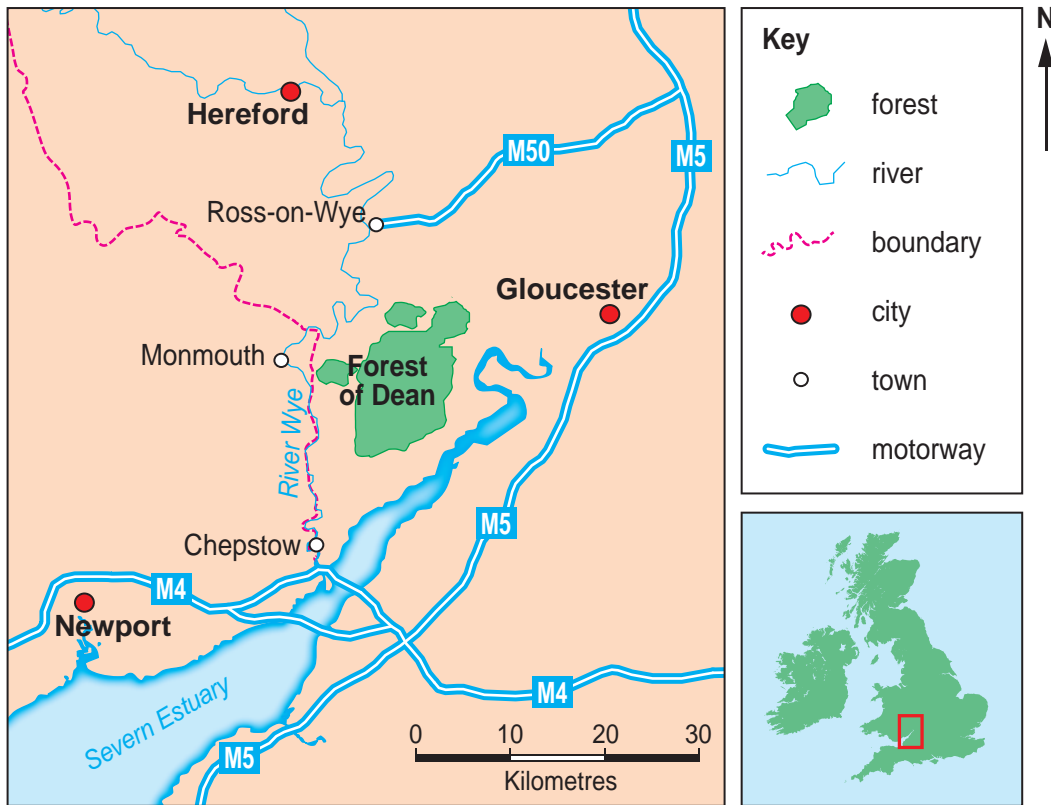 Hereford
M50
M5
Ross-on-Wye
Gloucester
Monmouth
Forest
of Dean
River Wye
Chepstow
M5
M4
Newport
M4
Severn Estuary
M5
0 10 20 30
Kilometres
Key
forest
river
boundary
city
town
motorway
N